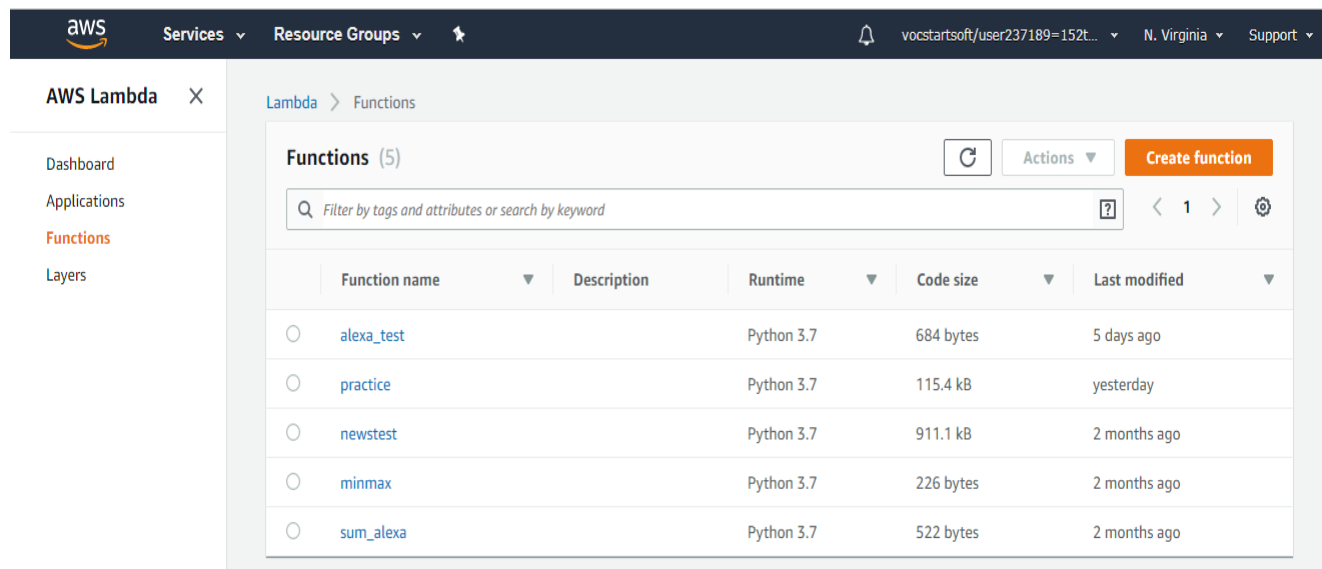 aws Services Resource Groups vocstartsoft/user237189=152t... N. Virginia Support
AWS Lambda
Dashboard
Applications
Functions
Layers
Lambda > Functions
Functions (5) Actions Create function
Filter by tags and attributes or search by keyword ? < 1 >
Function name Description Runtime Code size Last modified
alexa_test Python 3.7 684 bytes 5 days ago
practice Python 3.7 115.4 kB yesterday
newstest Python 3.7 911.1 kB 2 months ago
minmax Python 3.7 226 bytes 2 months ago
sum_alexa Python 3.7 522 bytes 2 months ago